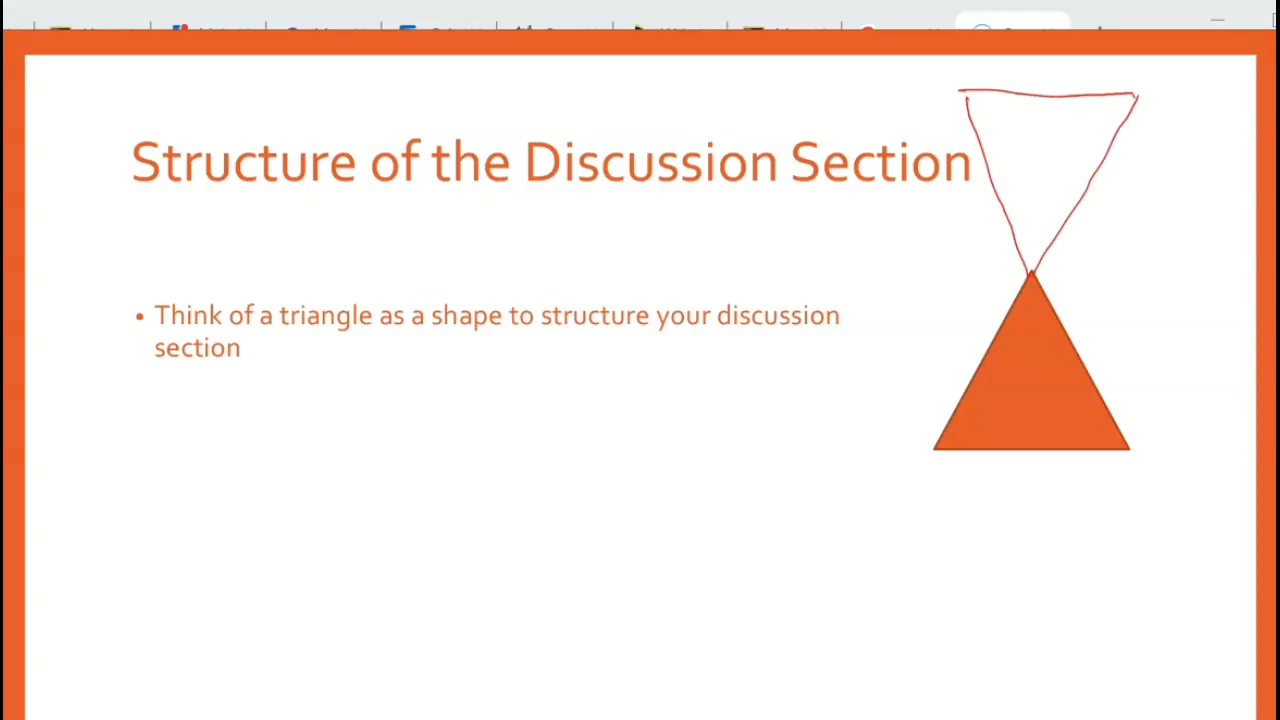 Structure of the Discussion Section
• Think of a triangle as a shape to structure your discussion
section